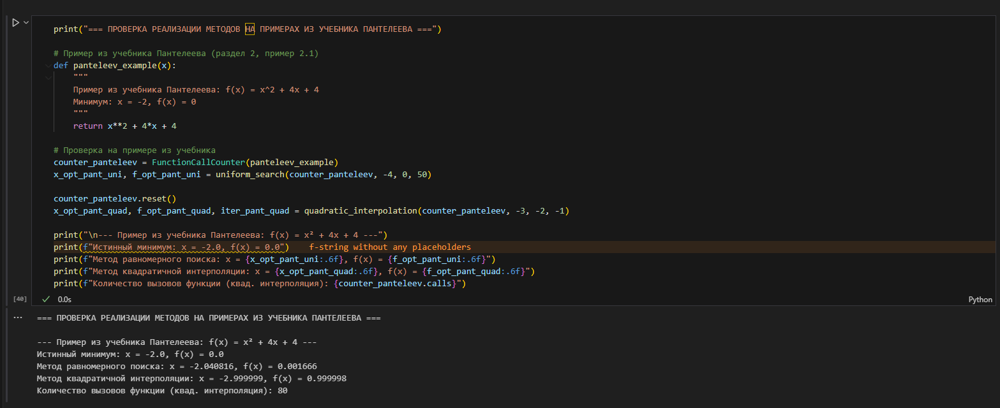 print("=== ПРОВЕРКА РЕАЛИЗАЦИИ МЕТОДОВ НА ПРИМЕРАХ ИЗ УЧЕБНИКА ПАНТЕЛЕЕВА ===")
# Пример из учебника Пантелеева (раздел 2, пример 2.1)
def panteleev_example(x):
    """
    Пример из учебника Пантелеева: f(x) = x^2 + 4x + 4
    Минимум: x = -2, f(x) = 0
    """
    return x**2 + 4*x + 4
# Проверка на примере из учебника
counter_panteleev = FunctionCallCounter(panteleev_example)
x_opt_pant_uni, f_opt_pant_uni = uniform_search(counter_panteleev, -4, 0, 50)
counter_panteleev.reset()
x_opt_pant_quad, f_opt_pant_quad, iter_pant_quad = quadratic_interpolation(counter_panteleev, -3, -2, -1)
print("\n--- Пример из учебника Пантелеева: f(x) = x² + 4x + 4 ---")
print(f"Истинный минимум: x = -2.0, f(x) = 0.0") f-string without any placeholders
print(f"Метод равномерного поиска: x = {x_opt_pant_uni:.6f}, f(x) = {f_opt_pant_uni:.6f}")
print(f"Метод квадратичной интерполяции: x = {x_opt_pant_quad:.6f}, f(x) = {f_opt_pant_quad:.6f}")
print(f"Количество вызовов функции (квад. интерполяция): {counter_panteleev.calls}")
[40] 0.0s Python
=== ПРОВЕРКА РЕАЛИЗАЦИИ МЕТОДОВ НА ПРИМЕРАХ ИЗ УЧЕБНИКА ПАНТЕЛЕЕВА ===
--- Пример из учебника Пантелеева: f(x) = x² + 4x + 4 ---
Истинный минимум: x = -2.0, f(x) = 0.0
Метод равномерного поиска: x = -2.040816, f(x) = 0.001666
Метод квадратичной интерполяции: x = -2.999999, f(x) = 0.999998
Количество вызовов функции (квад. интерполяция): 80